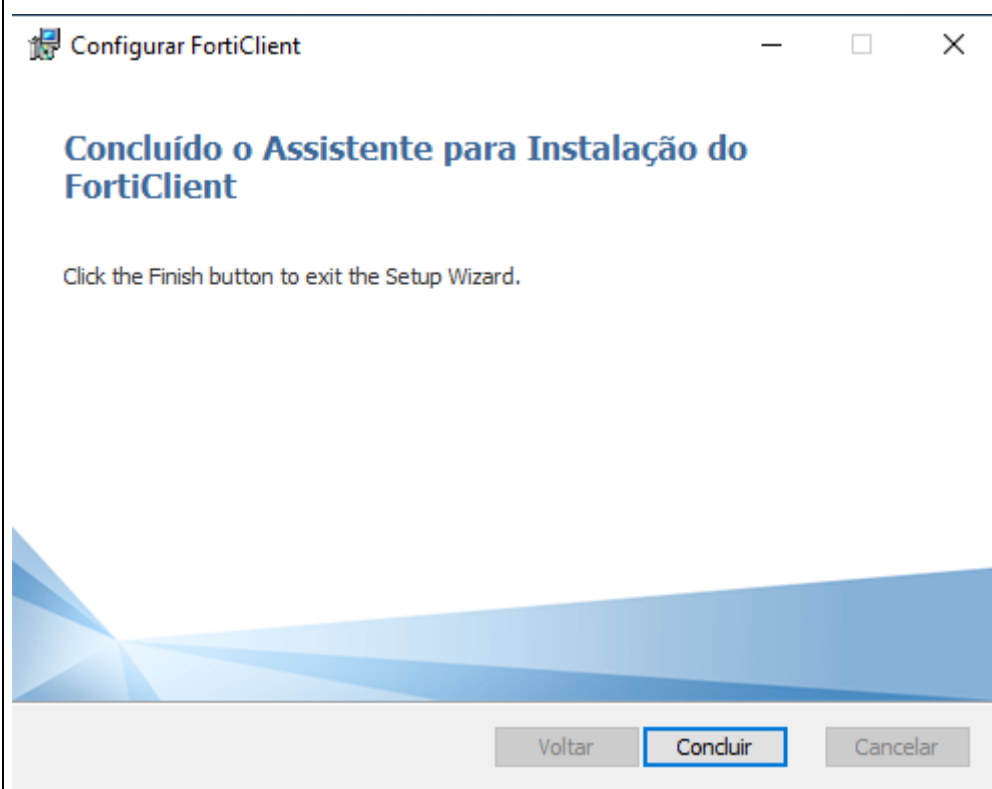 Configurar FortiClient
Concluído o Assistente para Instalação do
FortiClient
Click the Finish button to exit the Setup Wizard.
Voltar
Concluir
Cancelar